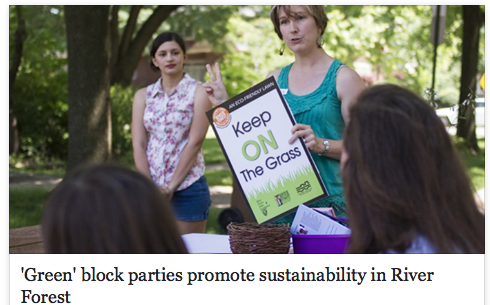 AN ECO-FRIENDLY LAWN
Keep
ON
The Grass
'Green' block parties promote sustainability in River
Forest